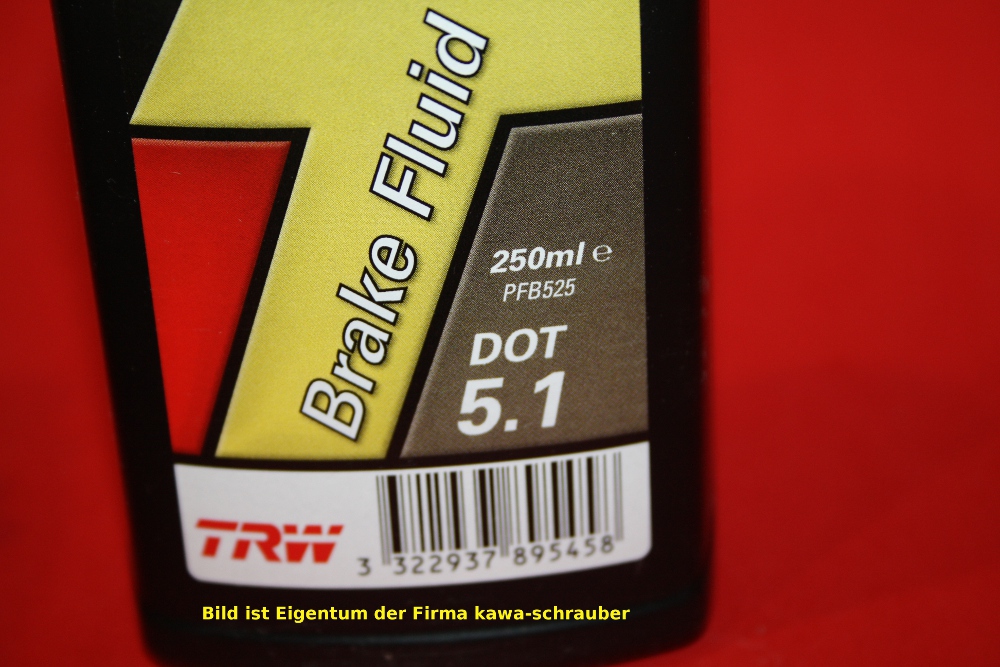 Brake Fluid
250ml ℮
PFB525
DOT
5.1
TRW
3 322937 895458
Bild ist Eigentum der Firma kawa-schrauber